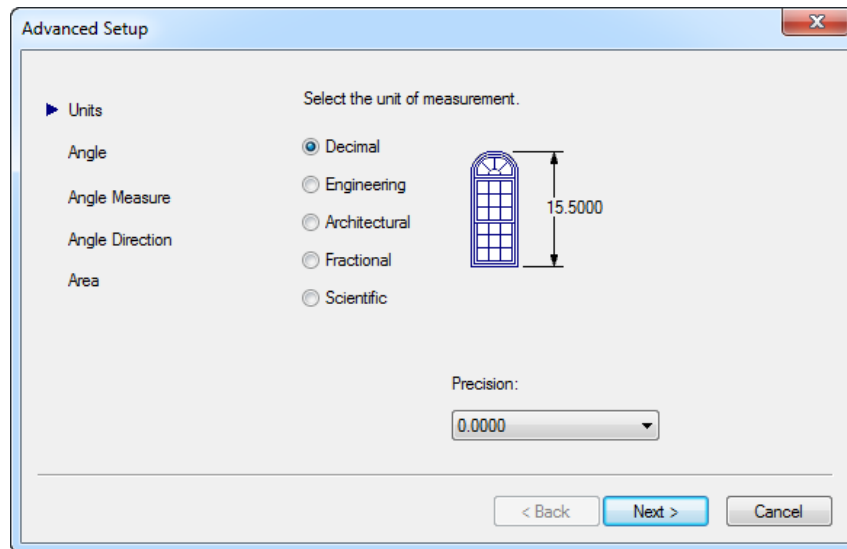 Advanced Setup
Units
Angle
Angle Measure
Angle Direction
Area
Select the unit of measurement.
Decimal
Engineering
Architectural
Fractional
Scientific
15.5000
Precision:
0.0000
< Back
Next >
Cancel